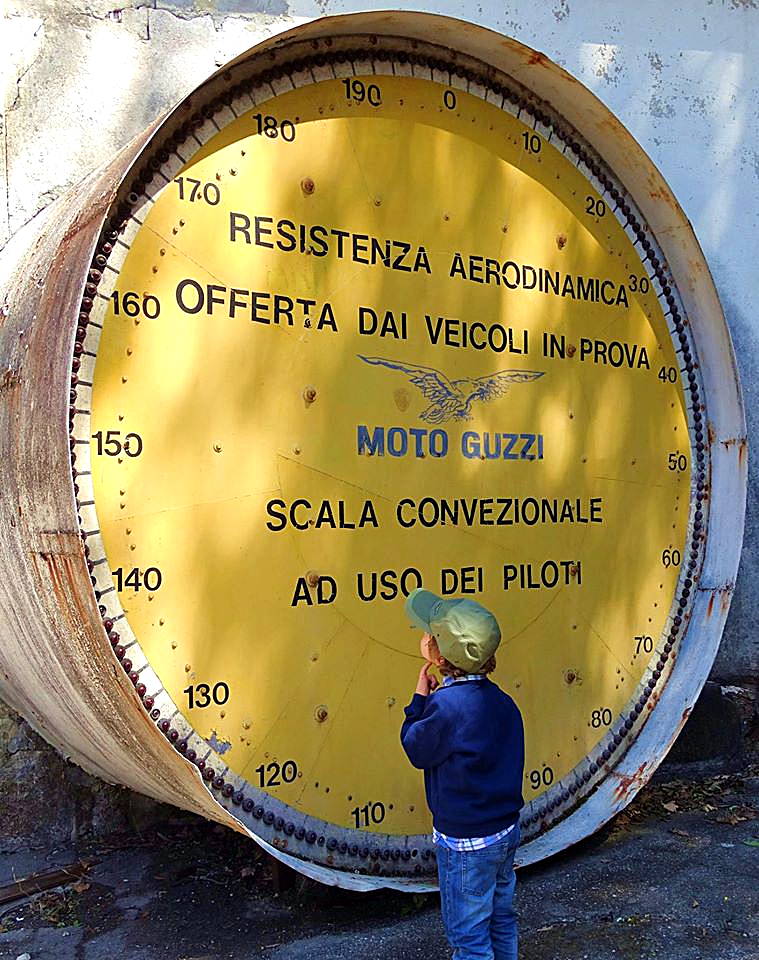 190 0
180 10
170 20
RESISTENZA AERODINAMICA 30
160 OFFERTA DAI VEICOLI IN PROVA
40
MOTO GUZZI
150 50
SCALA CONVEZIONALE
60
140 AD USO DEI PILOTI
70
130 80
120 90
110